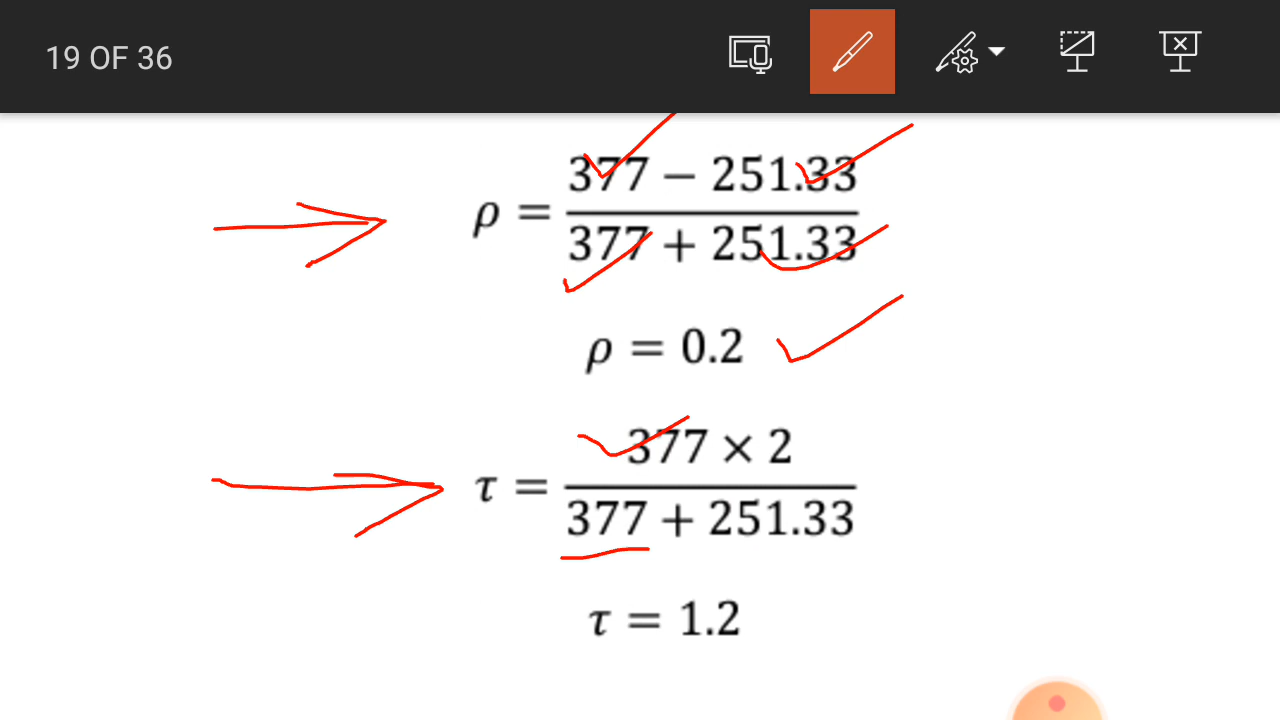 19 OF 36
ρ = (377 − 251.33) / (377 + 251.33)
ρ = 0.2
τ = (377 × 2) / (377 + 251.33)
τ = 1.2